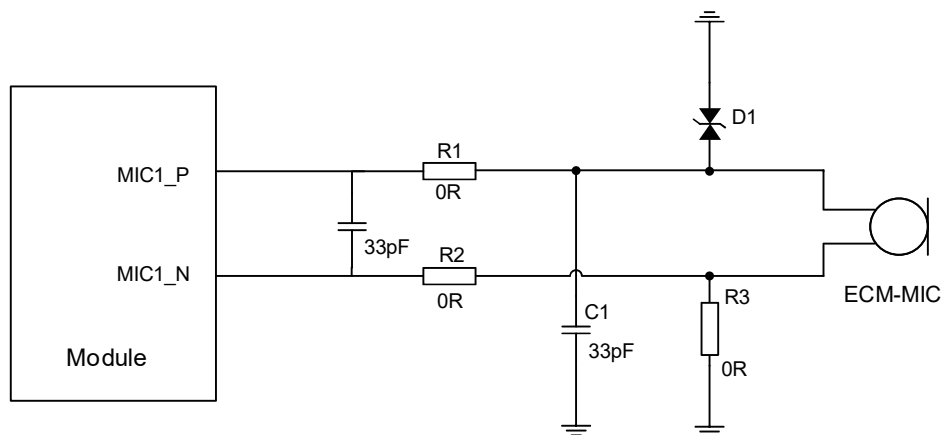 D1
R1
MIC1_P
0R
33pF
R2
MIC1_N
0R
R3
ECM-MIC
C1
33pF
0R
Module